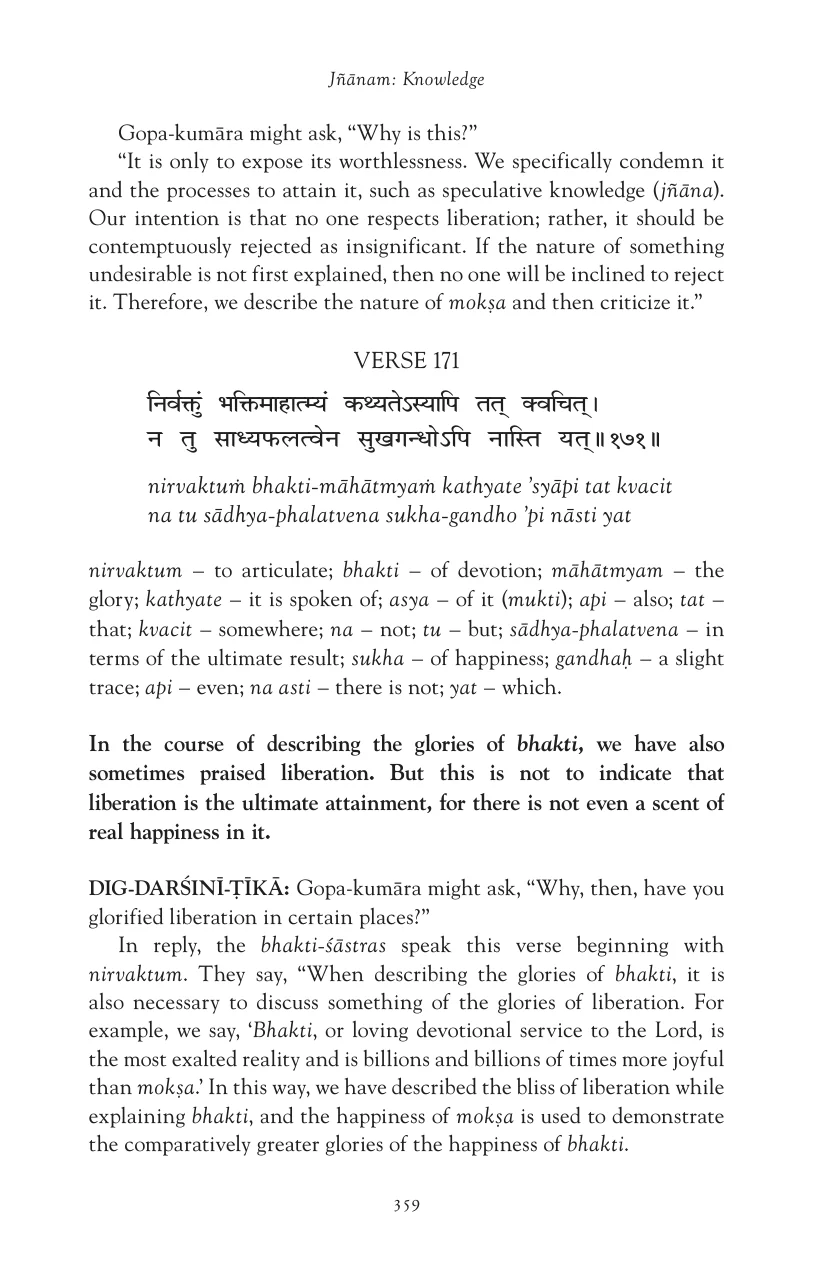 Jñānam: Knowledge
Gopa-kumāra might ask, “Why is this?”
“It is only to expose its worthlessness. We specifically condemn it
and the processes to attain it, such as speculative knowledge (jñāna).
Our intention is that no one respects liberation; rather, it should be
contemptuously rejected as insignificant. If the nature of something
undesirable is not first explained, then no one will be inclined to reject
it. Therefore, we describe the nature of mokṣa and then criticize it.”
VERSE 171
निर्वक्तुं भक्तिमाहात्म्यं कथ्यतेऽस्यापि तत् क्वचित्।
न तु साध्यफलत्वेन सुखगन्धोऽपि नास्ति यत्॥१७१॥
nirvaktuṁ bhakti-māhātmyaṁ kathyate ’syāpi tat kvacit
na tu sādhya-phalatvena sukha-gandho ’pi nāsti yat
nirvaktum – to articulate; bhakti – of devotion; māhātmyam – the
glory; kathyate – it is spoken of; asya – of it (mukti); api – also; tat –
that; kvacit – somewhere; na – not; tu – but; sādhya-phalatvena – in
terms of the ultimate result; sukha – of happiness; gandhaḥ – a slight
trace; api – even; na asti – there is not; yat – which.
In the course of describing the glories of bhakti, we have also
sometimes praised liberation. But this is not to indicate that
liberation is the ultimate attainment, for there is not even a scent of
real happiness in it.
DIG-DARŚINĪ-ṬĪKĀ: Gopa-kumāra might ask, “Why, then, have you
glorified liberation in certain places?”
In reply, the bhakti-śāstras speak this verse beginning with
nirvaktum. They say, “When describing the glories of bhakti, it is
also necessary to discuss something of the glories of liberation. For
example, we say, ‘Bhakti, or loving devotional service to the Lord, is
the most exalted reality and is billions and billions of times more joyful
than mokṣa.’ In this way, we have described the bliss of liberation while
explaining bhakti, and the happiness of mokṣa is used to demonstrate
the comparatively greater glories of the happiness of bhakti.
359